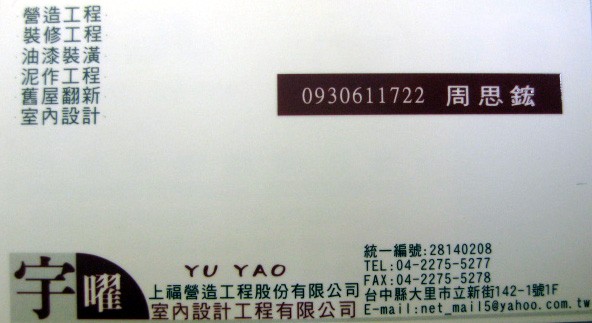 營造工程
裝修工程
油漆裝潢
泥作工程
舊屋翻新
室內設計
0930611722 周思鋐
宇曜
YU YAO
上福營造工程股份有限公司
室內設計工程有限公司
統一編號:28140208
TEL:04-2275-5277
FAX:04-2275-5278
台中縣大里市立新街142-1號1F
E-mail:net_mail5@yahoo.com.tw